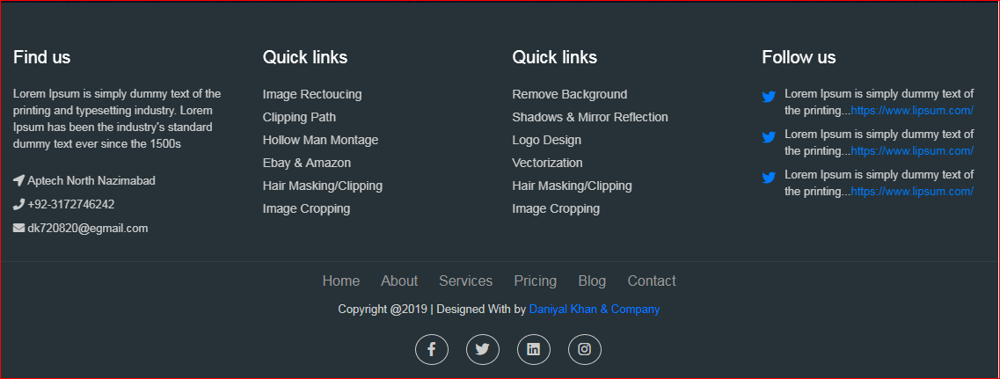 Find us
Lorem Ipsum is simply dummy text of the
printing and typesetting industry. Lorem
Ipsum has been the industry's standard
dummy text ever since the 1500s
Aptech North Nazimabad
+92-3172746242
dk720820@egmail.com
Quick links
Image Rectoucing
Clipping Path
Hollow Man Montage
Ebay & Amazon
Hair Masking/Clipping
Image Cropping
Quick links
Remove Background
Shadows & Mirror Reflection
Logo Design
Vectorization
Hair Masking/Clipping
Image Cropping
Follow us
Lorem Ipsum is simply dummy text of
the printing...https://www.lipsum.com/
Lorem Ipsum is simply dummy text of
the printing...https://www.lipsum.com/
Lorem Ipsum is simply dummy text of
the printing...https://www.lipsum.com/
Home About Services Pricing Blog Contact
Copyright @2019 | Designed With by Daniyal Khan & Company